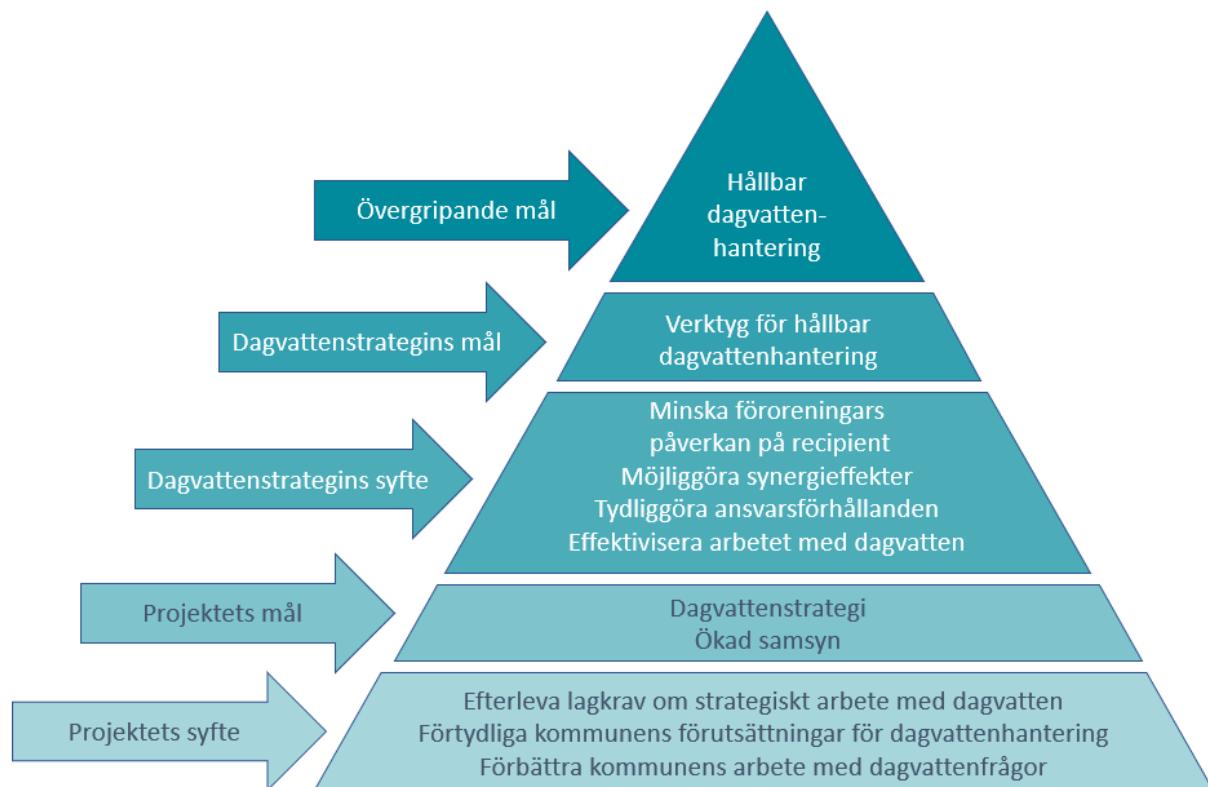 Övergripande mål
Hållbar
dagvatten-
hantering
Dagvattenstrategins mål
Verktyg för hållbar
dagvattenhantering
Dagvattenstrategins syfte
Minska föroreningars
påverkan på recipient
Möjliggöra synergieffekter
Tydliggöra ansvarsförhållanden
Effektivisera arbetet med dagvatten
Projektets mål
Dagvattenstrategi
Ökad samsyn
Projektets syfte
Efterleva lagkrav om strategiskt arbete med dagvatten
Förtydliga kommunens förutsättningar för dagvattenhantering
Förbättra kommunens arbete med dagvattenfrågor